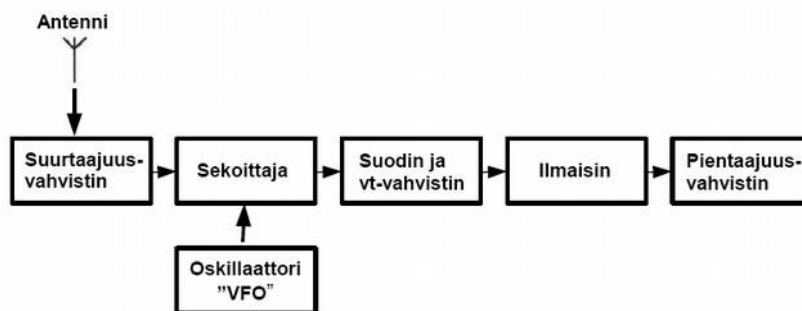 Antenni
Suurtaajuus-
vahvistin
Sekoittaja
Suodin ja
vt-vahvistin
Ilmaisin
Pientaajuus-
vahvistin
Oskillaattori
”VFO”